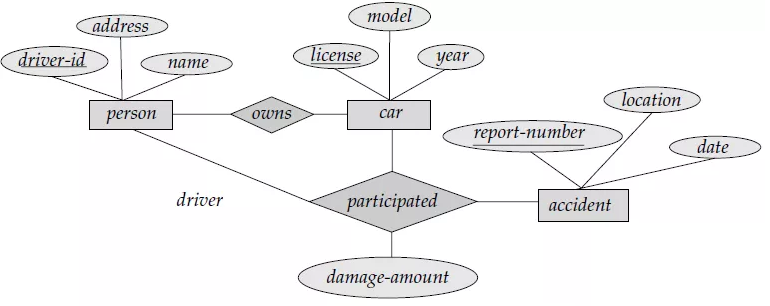 model
address
driver-id
name
license
year
person
owns
car
location
report-number
date
driver
participated
accident
damage-amount